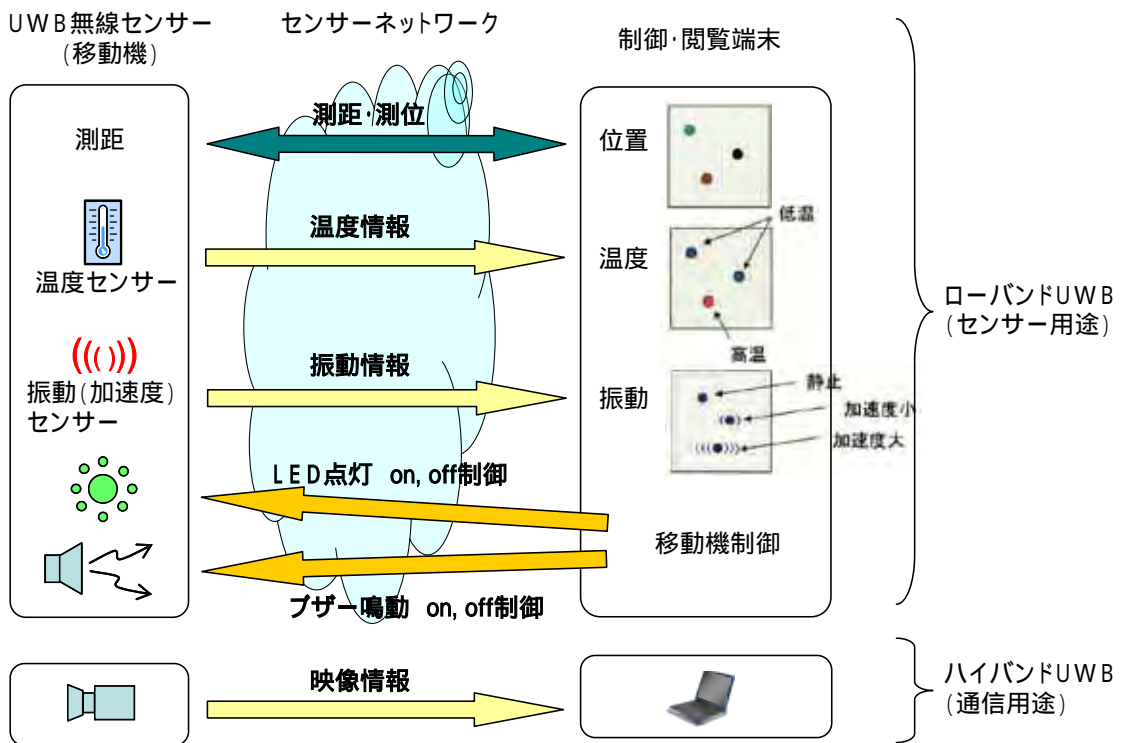 UWB無線センサー
(移動機)
センサーネットワーク
制御・閲覧端末
測距
測距・測位
位置
低温
温度センサー
温度情報
温度
高温
ローバンドUWB
(センサー用途)
振動(加速度)
センサー
振動情報
振動
静止
加速度小
加速度大
LED点灯 on, off制御
移動機制御
ブザー鳴動 on, off制御
映像情報
ハイバンドUWB
(通信用途)